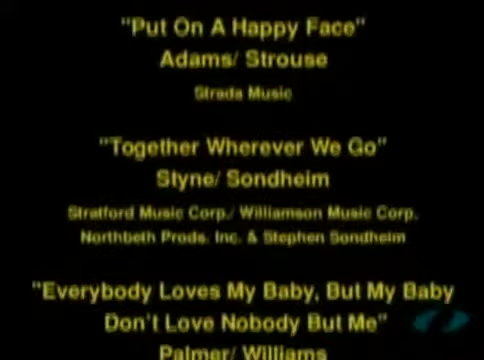 "Put On A Happy Face"
Adams/ Strouse
Strada Music
"Together Wherever We Go"
Styne/ Sondheim
Stratford Music Corp./ Williamson Music Corp.
Northbeth Prods. Inc. & Stephen Sondheim
"Everybody Loves My Baby, But My Baby
Don't Love Nobody But Me"
Palmer/ Williams